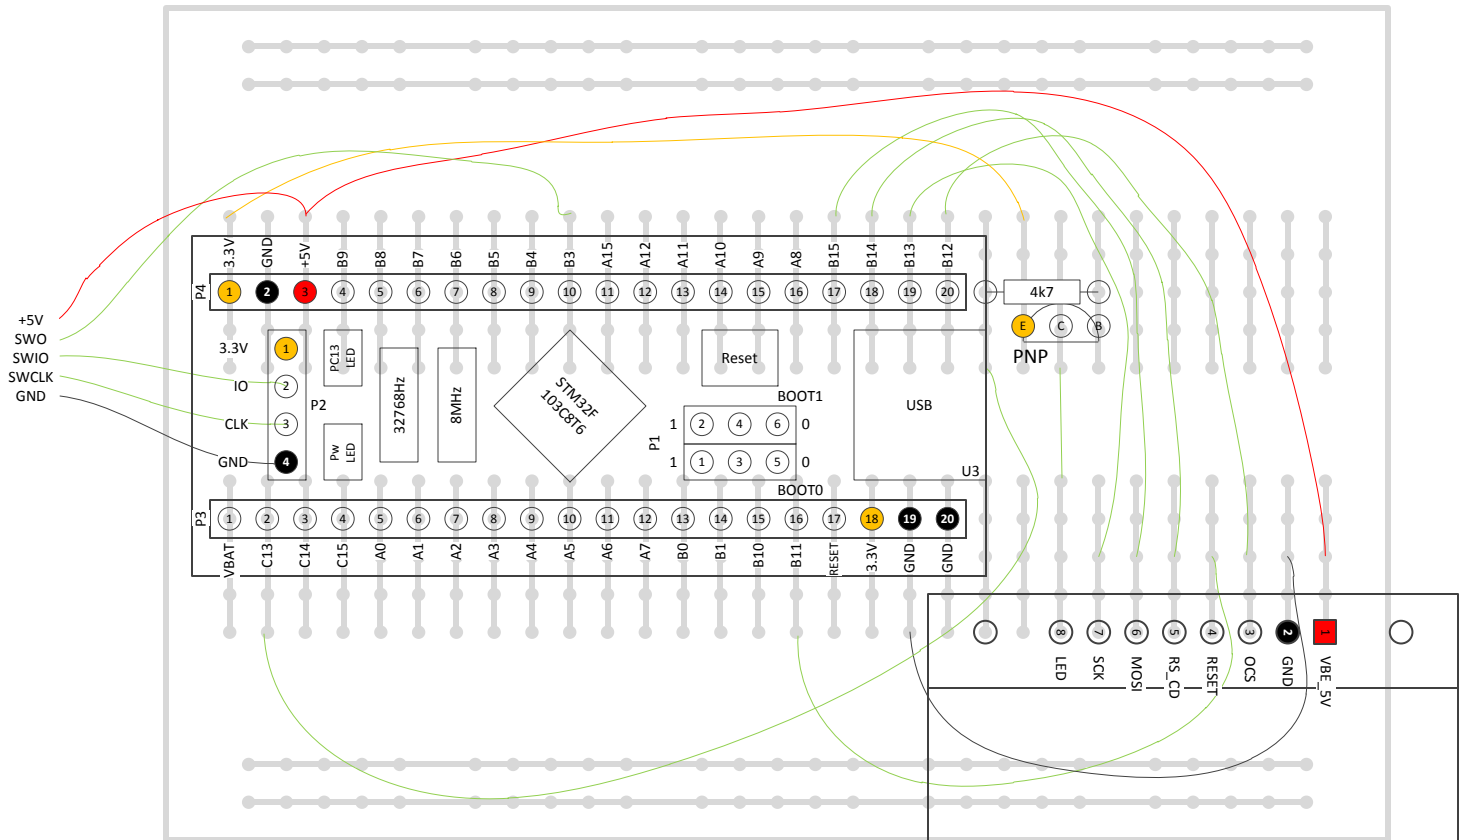 3.3V GND +5V B9 B8 B7 B6 B5 B4 B3 A15 A12 A11 A10 A9 A8 B15 B14 B13 B12
P4 1 2 3 4 5 6 7 8 9 10 11 12 13 14 15 16 17 18 19 20
4k7
+5V
SWO
SWIO
SWCLK
GND
E C B
PNP
3.3V 1
IO 2
CLK 3
GND 4
P2
PC13
LED
Pw
LED
32768Hz
8MHz
STM32F
103C8T6
Reset
BOOT1
P1
1 2 4 6 0
1 1 3 5 0
BOOT0
USB
U3
P3 1 2 3 4 5 6 7 8 9 10 11 12 13 14 15 16 17 18 19 20
VBAT C13 C14 C15 A0 A1 A2 A3 A4 A5 A6 A7 B0 B1 B10 B11 RESET 3.3V GND GND
8 7 6 5 4 3 2 1
LED SCK MOSI RS_CD RESET OCS GND VBE_5V